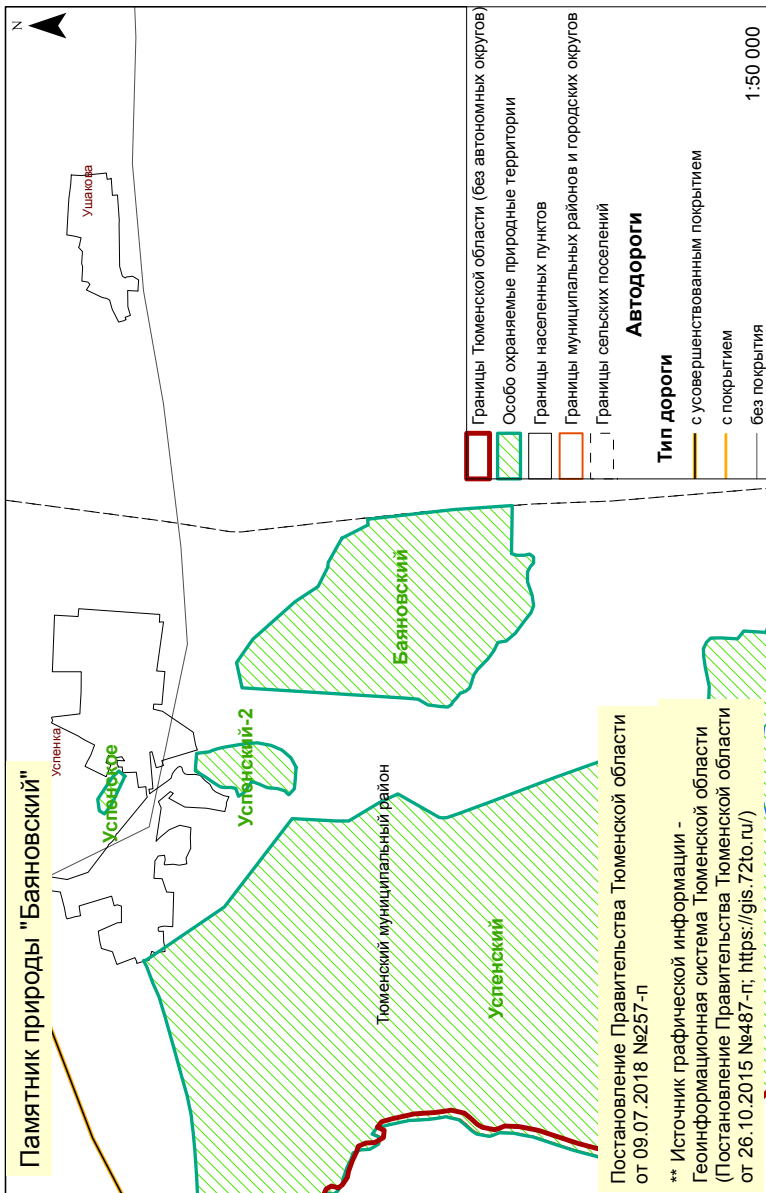 Памятник природы "Баяновский"
N
Ушакова
Успенка
Успенское
Успенский-2
Баяновский
Тюменский муниципальный район
Успенский
Границы Тюменской области (без автономных округов)
Особо охраняемые природные территории
Границы населенных пунктов
Границы муниципальных районов и городских округов
Границы сельских поселений
Автодороги
Тип дороги
с усовершенствованным покрытием
с покрытием
без покрытия
1:50 000
Постановление Правительства Тюменской области
от 09.07.2018 №257-п
** Источник графической информации -
Геоинформационная система Тюменской области
(Постановление Правительства Тюменской области
от 26.10.2015 №487-п; https://gis.72to.ru/)